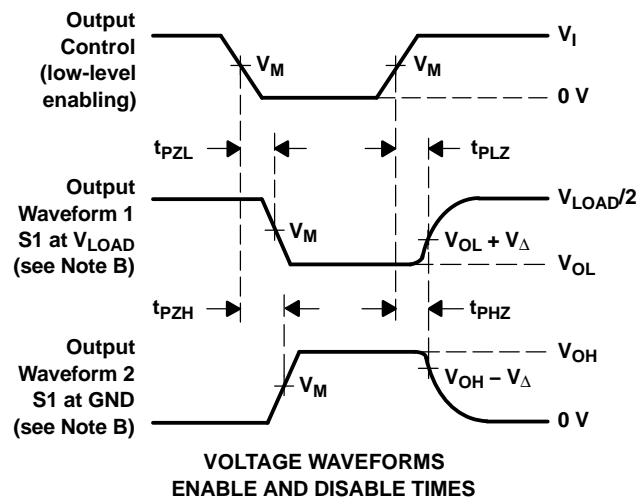 Output
Control
(low-level
enabling)
V_M
V_M
V_I
0 V
t_PZL
t_PLZ
Output
Waveform 1
S1 at V_LOAD
(see Note B)
V_M
V_LOAD/2
V_OL + V_Δ
V_OL
t_PZH
t_PHZ
Output
Waveform 2
S1 at GND
(see Note B)
V_M
V_OH
V_OH − V_Δ
0 V
VOLTAGE WAVEFORMS
ENABLE AND DISABLE TIMES